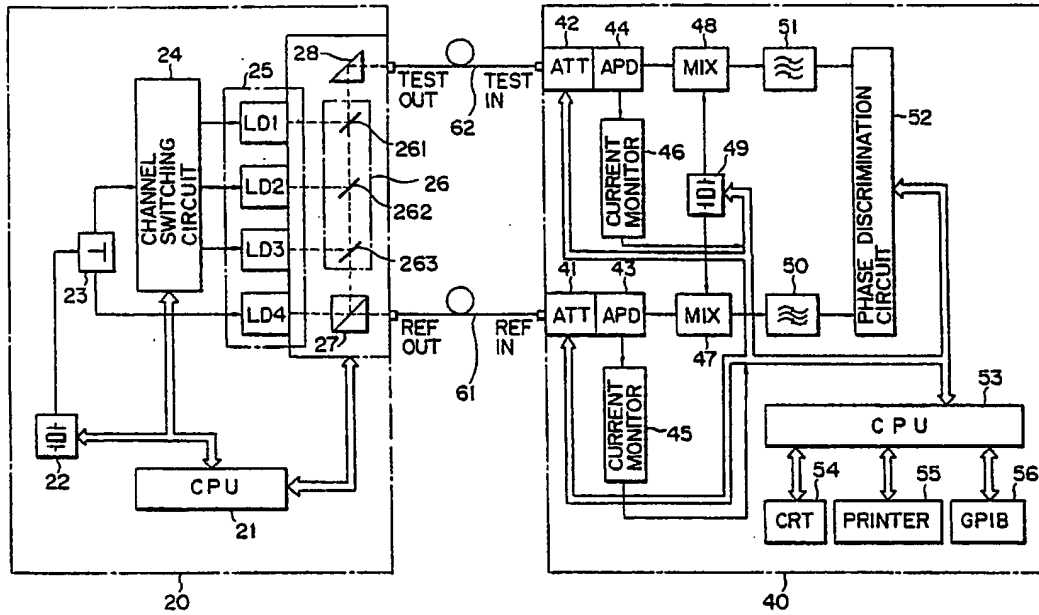 42 44 48 51
24
25
28
CHANNEL SWITCHING CIRCUIT
LD1
LD2
LD3
LD4
TEST OUT
TEST IN
62
ATT APD
MIX
52
261
26
262
263
CURRENT MONITOR
46
49
PHASE DISCRIMINATION CIRCUIT
23
27
REF OUT
REF IN
61
41 43
50
ATT APD
MIX
47
CURRENT MONITOR
45
53
CPU
22
CPU
21
54 55 56
CRT
PRINTER
GPIB
20
40